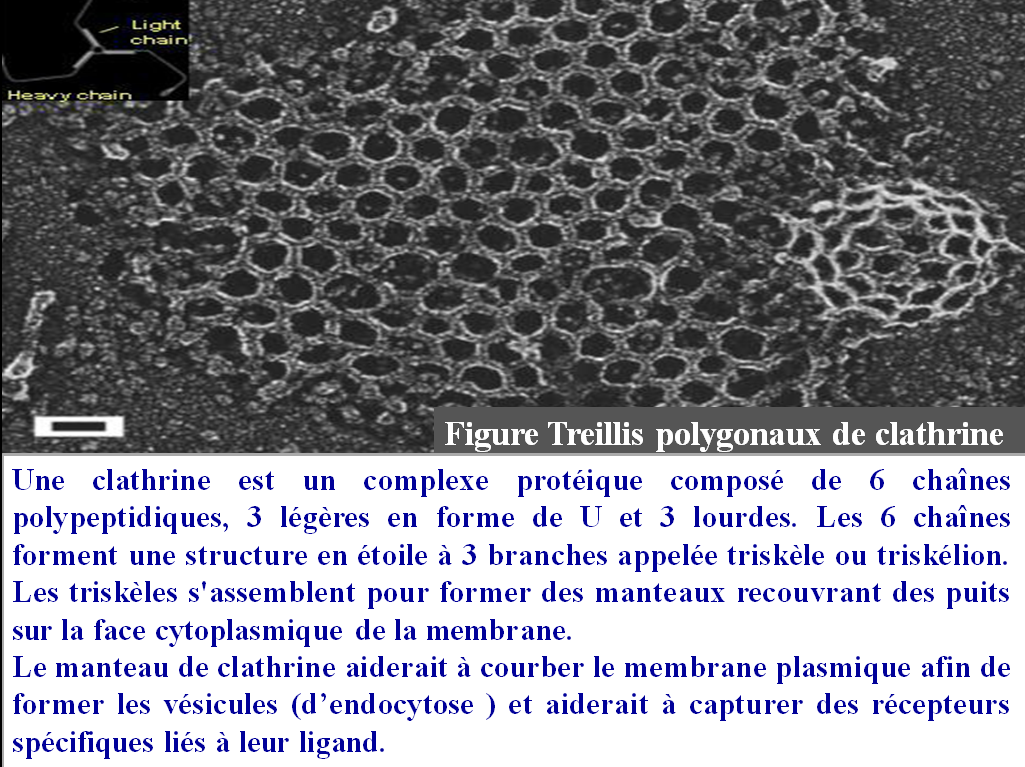 Light
chain!
Heavy chain
Figure Treillis polygonaux de clathrine
Une clathrine est un complexe protéique composé de 6 chaînes
polypeptidiques, 3 légères en forme de U et 3 lourdes. Les 6 chaînes
forment une structure en étoile à 3 branches appelée triskèle ou triskélion.
Les triskèles s'assemblent pour former des manteaux recouvrant des puits
sur la face cytoplasmique de la membrane.
Le manteau de clathrine aiderait à courber le membrane plasmique afin de
former les vésicules (d’endocytose ) et aiderait à capturer des récepteurs
spécifiques liés à leur ligand.